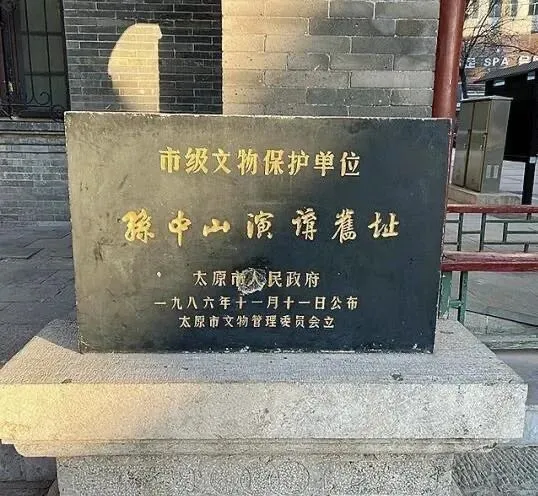 市级文物保护单位
孫中山演講舊址
太原市人民政府
一九八六年十一月十一日公布
太原市文物管理委员会立
SPA